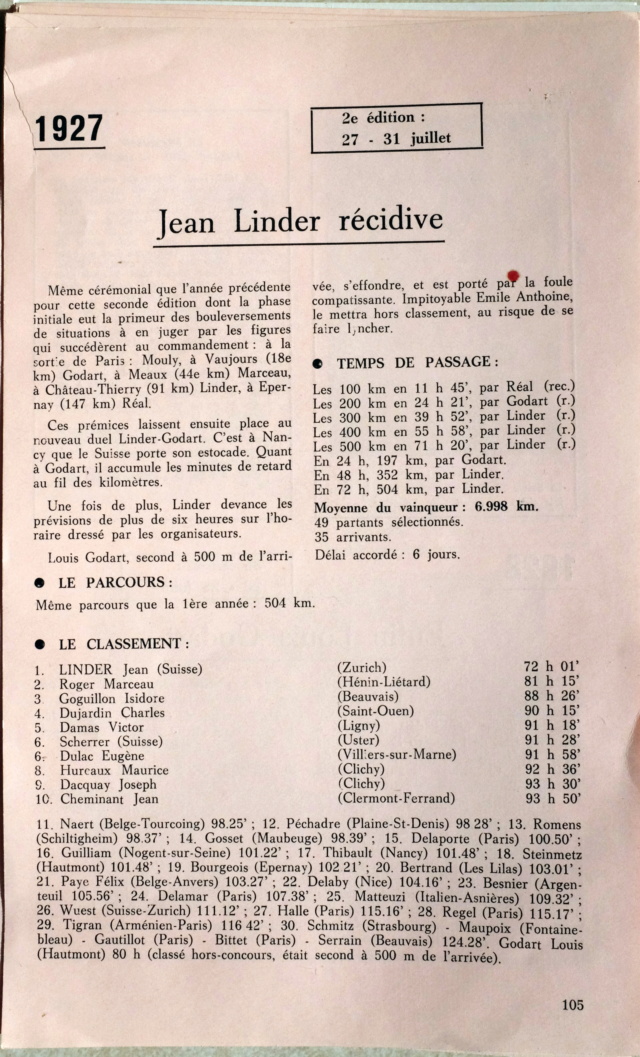 1927
2e édition :
27 - 31 juillet
Jean Linder récidive
Même cérémonial que l'année précédente
pour cette seconde édition dont la phase
initiale eut la primeur des bouleversements
de situations à en juger par les figures
qui succédèrent au commandement : à la
sortie de Paris : Mouly, à Vaujours (18e
km) Godart, à Meaux (44e km) Marceau,
à Château-Thierry (91 km) Linder, à Eper-
nay (147 km) Réal.
Ces prémices laissent ensuite place au
nouveau duel Linder-Godart. C'est à Nan-
cy que le Suisse porte son estocade. Quant
à Godart, il accumule les minutes de retard
au fil des kilomètres.
Une fois de plus, Linder devance les
prévisions de plus de six heures sur l'ho-
raire dressé par les organisateurs.
Louis Godart, second à 500 m de l'arri-
vée, s'effondre, et est porté par la foule
compatissante. Impitoyable Emile Anthoine,
le mettra hors classement, au risque de se
faire lyncher.
● TEMPS DE PASSAGE :
Les 100 km en 11 h 45', par Réal (rec.)
Les 200 km en 24 h 21', par Godart (r.)
Les 300 km en 39 h 52', par Linder (r.)
Les 400 km en 55 h 58', par Linder (r.)
Les 500 km en 71 h 20', par Linder (r.)
En 24 h, 197 km, par Godart.
En 48 h, 352 km, par Linder.
En 72 h, 504 km, par Linder.
Moyenne du vainqueur : 6.998 km.
49 partants sélectionnés.
35 arrivants.
Délai accordé : 6 jours.
● LE PARCOURS :
Même parcours que la 1ère année : 504 km.
● LE CLASSEMENT :
1. LINDER Jean (Suisse) (Zurich) 72 h 01'
2. Roger Marceau (Hénin-Liétard) 81 h 15'
3. Goguillon Isidore (Beauvais) 88 h 26'
4. Dujardin Charles (Saint-Ouen) 90 h 15'
5. Damas Victor (Ligny) 91 h 18'
6. Scherrer (Suisse) (Uster) 91 h 28'
6. Dulac Eugène (Villiers-sur-Marne) 91 h 58'
8. Hureaux Maurice (Clichy) 92 h 36'
9. Dacquay Joseph (Clichy) 93 h 30'
10. Cheminant Jean (Clermont-Ferrand) 93 h 50'
11. Naert (Belge-Tourcoing) 98.25' ; 12. Péchadre (Plaine-St-Denis) 98 28' ; 13. Romens
(Schiltigheim) 98.37' ; 14. Gosset (Maubeuge) 98.39' ; 15. Delaporte (Paris) 100.50' ;
16. Guilliam (Nogent-sur-Seine) 101.22' ; 17. Thibault (Nancy) 101.48' ; 18. Steinmetz
(Hautmont) 101.48' ; 19. Bourgeois (Epernay) 102 21' ; 20. Bertrand (Les Lilas) 103.01' ;
21. Paye Félix (Belge-Anvers) 103.27' ; 22. Delaby (Nice) 104.16' ; 23. Besnier (Argen-
teuil 105.56' ; 24. Delamar (Paris) 107.38' ; 25. Matteuzi (Italien-Asnières) 109.32' ;
26. Wuest (Suisse-Zurich) 111.12' ; 27. Halle (Paris) 115.16' ; 28. Regel (Paris) 115.17' ;
29. Tigran (Arménien-Paris) 116 42' ; 30. Schmitz (Strasbourg) - Maupoix (Fontaine-
bleau) - Gautillot (Paris) - Bittet (Paris) - Serrain (Beauvais) 124.28'. Godart Louis
(Hautmont) 80 h (classé hors-concours, était second à 500 m de l'arrivée).
105